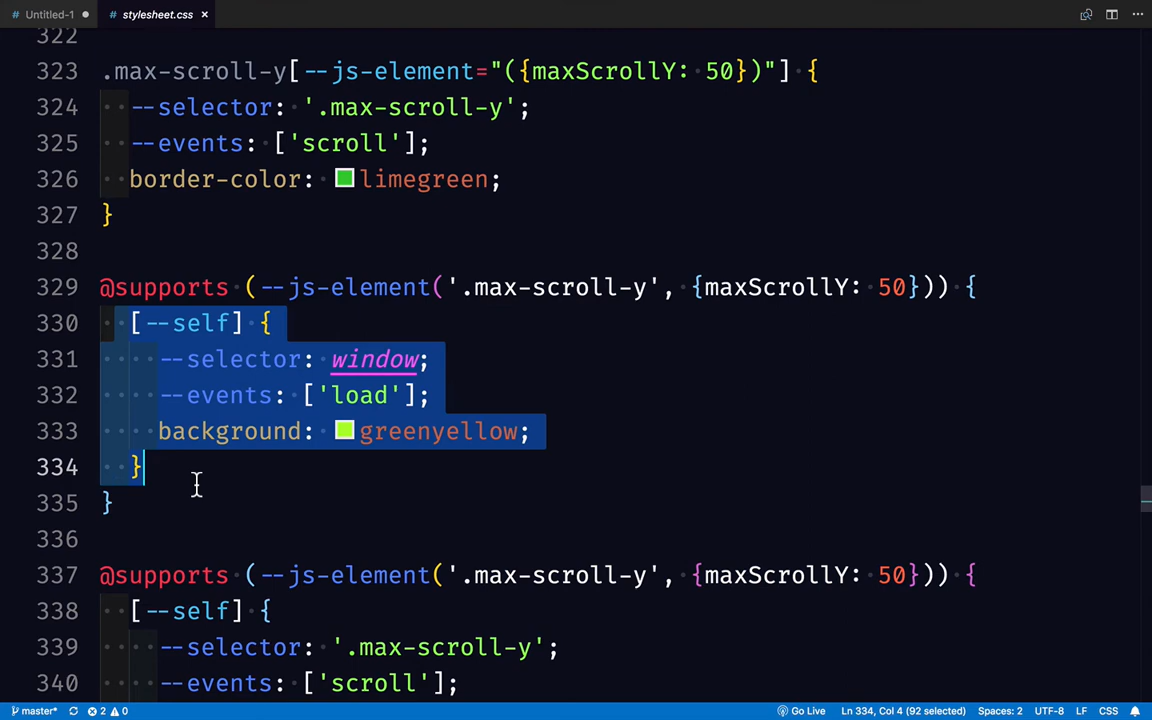 # Untitled-1 ● # stylesheet.css × ···
322
323 .max-scroll-y[--js-element="({maxScrollY: 50})"] {
324 --selector: '.max-scroll-y';
325 --events: ['scroll'];
326 border-color: limegreen;
327 }
328
329 @supports (--js-element('.max-scroll-y', {maxScrollY: 50})) {
330 [--self] {
331 --selector: window;
332 --events: ['load'];
333 background: greenyellow;
334 }
335 }
336
337 @supports (--js-element('.max-scroll-y', {maxScrollY: 50})) {
338 [--self] {
339 --selector: '.max-scroll-y';
340 --events: ['scroll'];
master* 2 0 Go Live Ln 334, Col 4 (92 selected) Spaces: 2 UTF-8 LF CSS